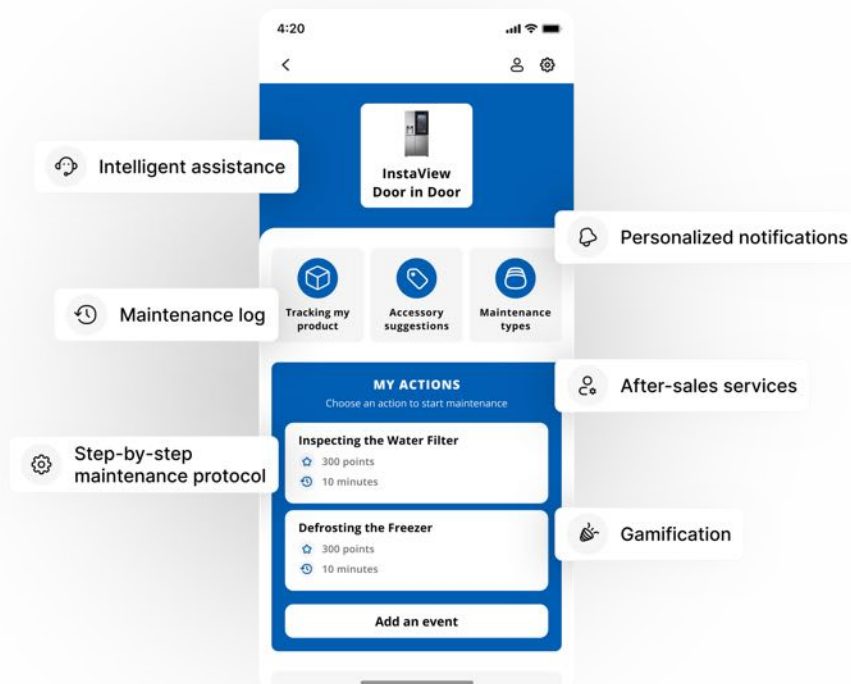 4:20
InstaView
Door in Door
Intelligent assistance
Personalized notifications
Maintenance log
Tracking my
product
Accessory
suggestions
Maintenance
types
MY ACTIONS
Choose an action to start maintenance
After-sales services
Step-by-step
maintenance protocol
Inspecting the Water Filter
300 points
10 minutes
Defrosting the Freezer
300 points
10 minutes
Gamification
Add an event